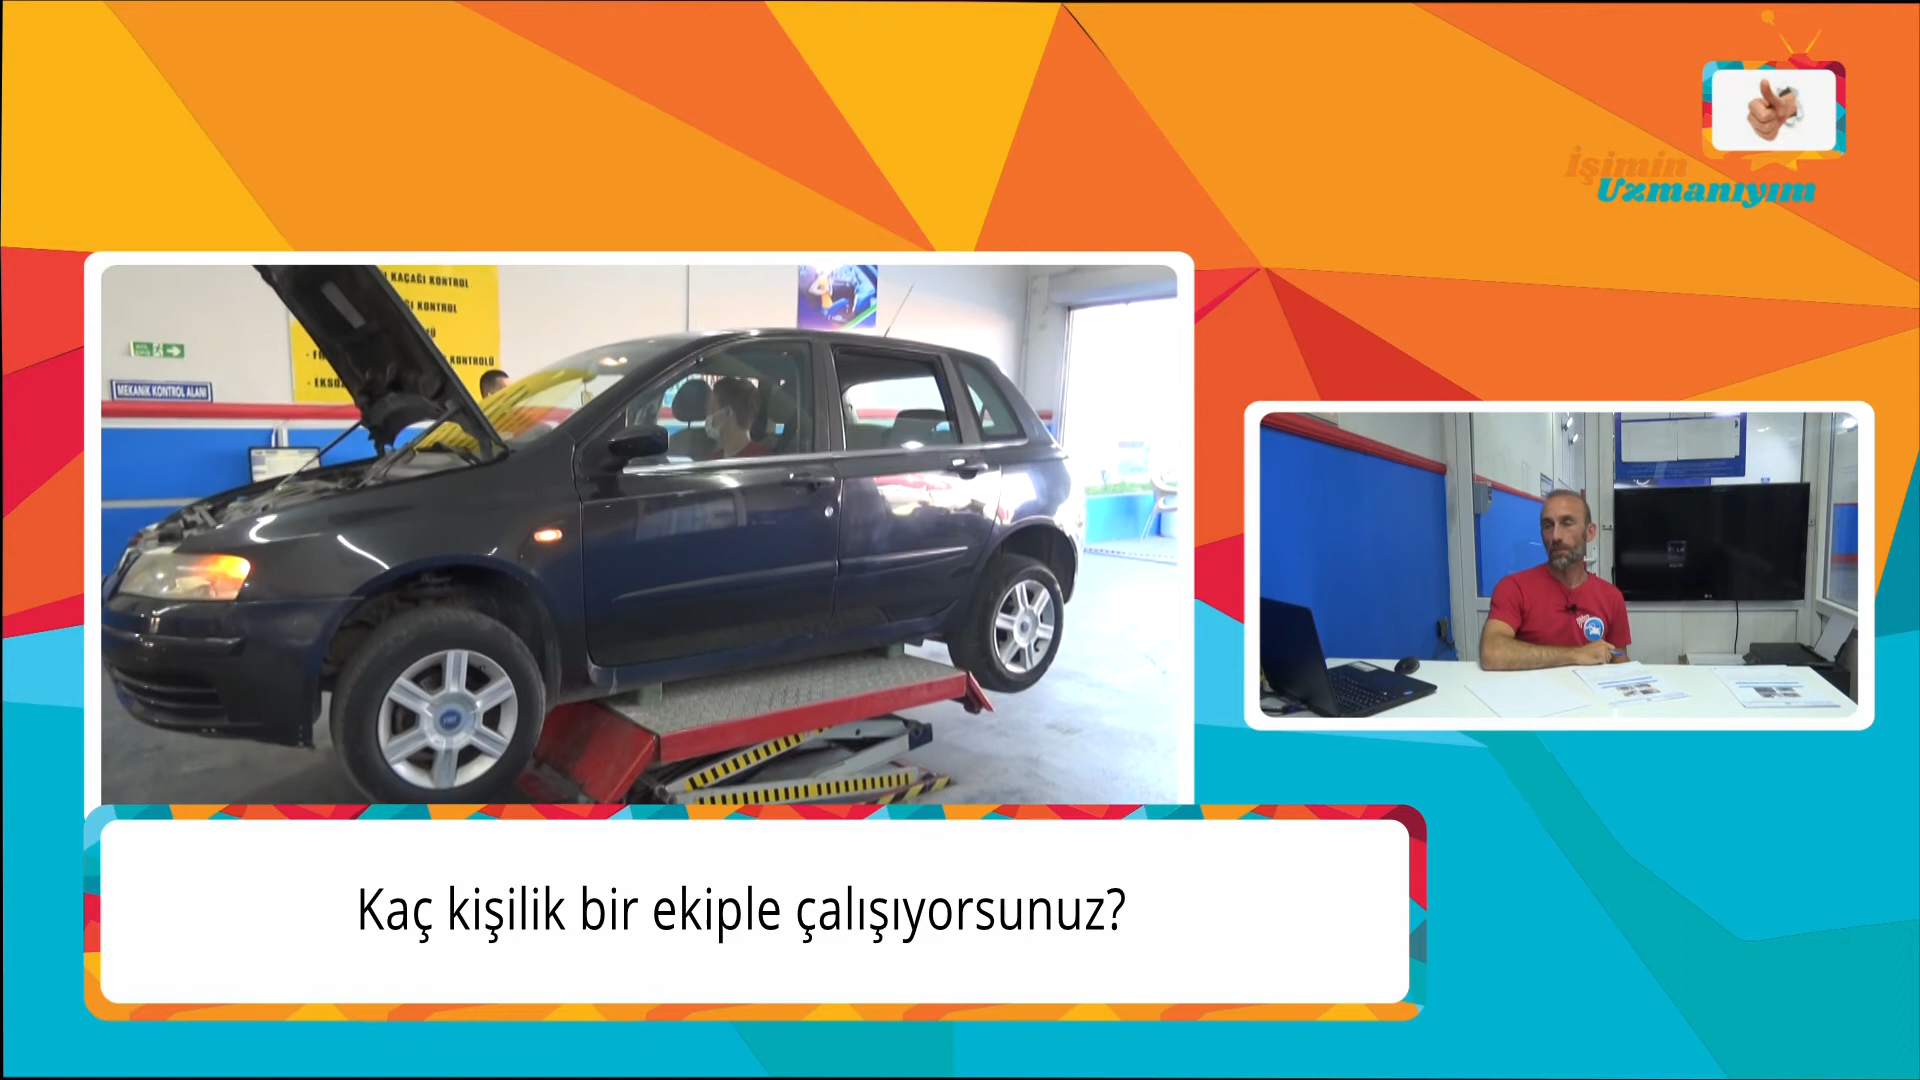 İşimin
Uzmanıyım
KAÇAĞI KONTROL
KONTROL
KONTROLÜ
MEKANİK KONTROL ALANI
Kaç kişilik bir ekiple çalışıyorsunuz?